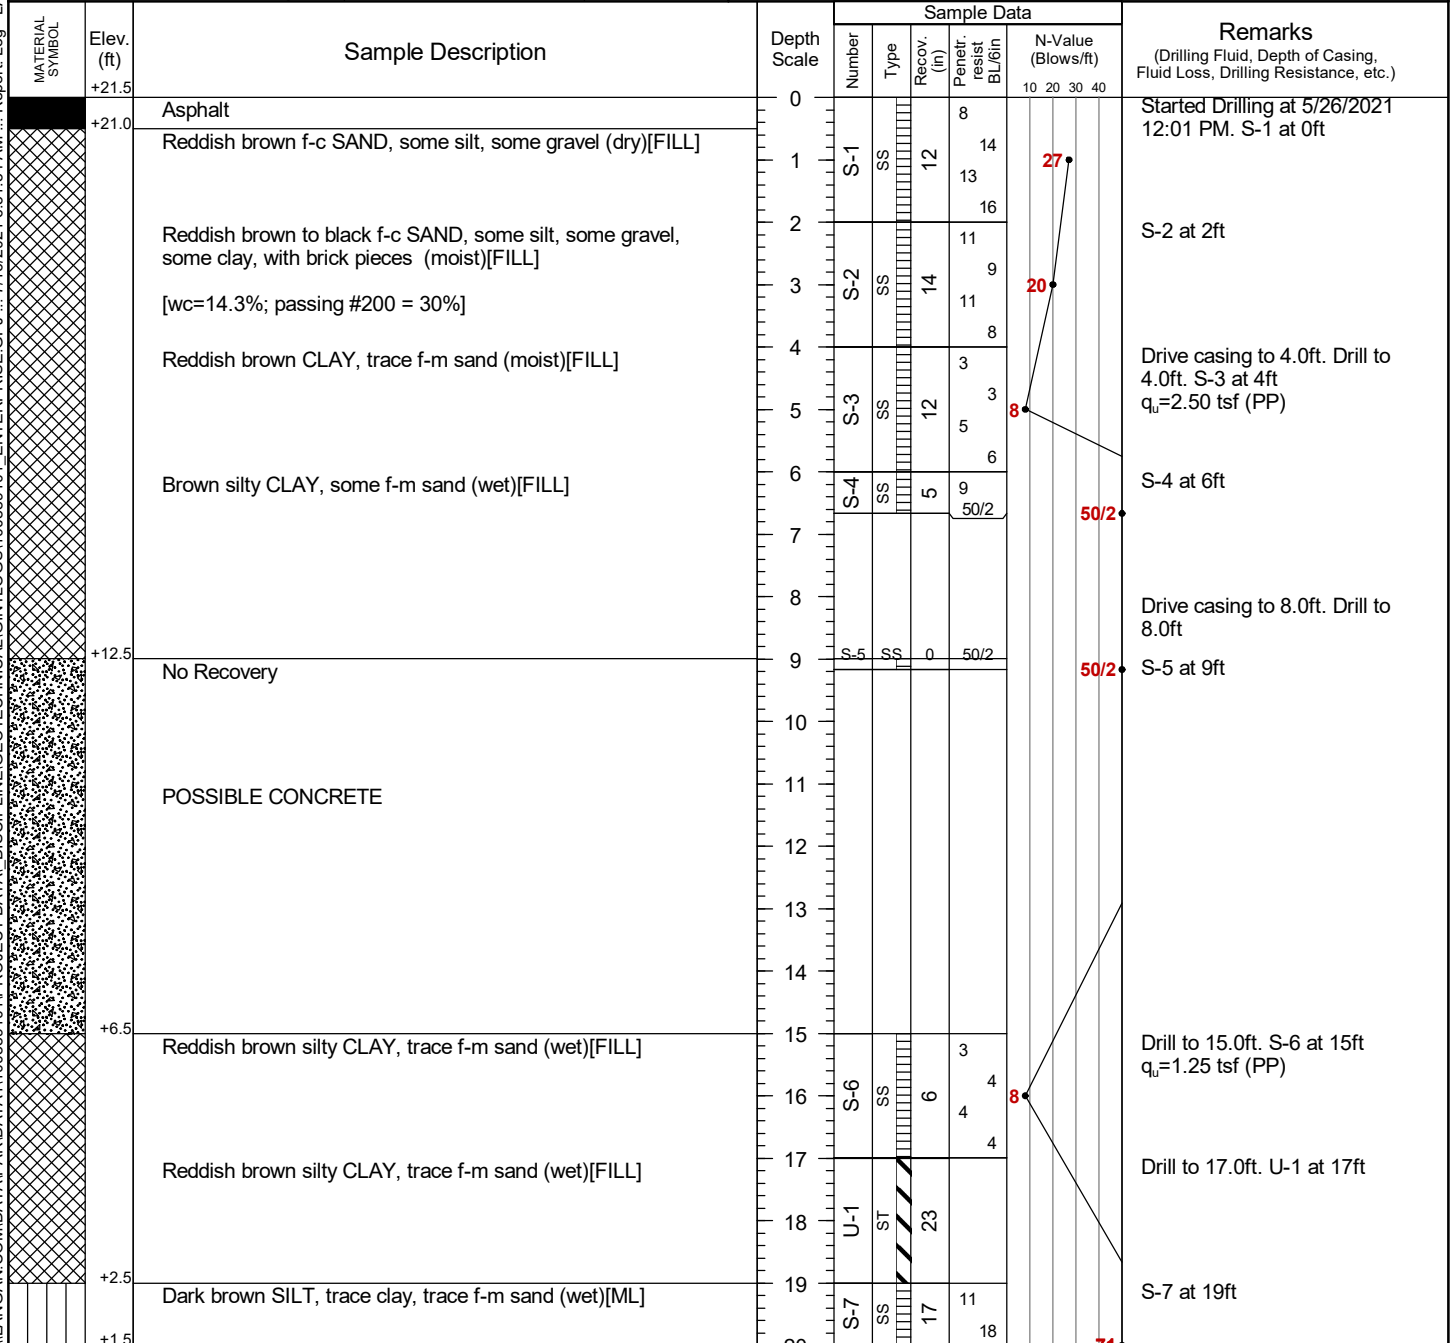 Sample Data
MATERIAL SYMBOL
Elev. (ft)
+21.5
Sample Description
Depth Scale
Number
Type
Recov. (in)
Penetr. resist BL/6in
N-Value (Blows/ft)
10 20 30 40
Remarks
(Drilling Fluid, Depth of Casing,
Fluid Loss, Drilling Resistance, etc.)
Asphalt
0
8
Started Drilling at 5/26/2021
12:01 PM. S-1 at 0ft
+21.0
Reddish brown f-c SAND, some silt, some gravel (dry)[FILL]
1
S-1
SS
12
14
13
16
27
2
Reddish brown to black f-c SAND, some silt, some gravel,
some clay, with brick pieces (moist)[FILL]
[wc=14.3%; passing #200 = 30%]
3
S-2
SS
14
11
9
11
8
20
S-2 at 2ft
4
Reddish brown CLAY, trace f-m sand (moist)[FILL]
5
S-3
SS
12
3
3
5
6
8
Drive casing to 4.0ft. Drill to
4.0ft. S-3 at 4ft
qu=2.50 tsf (PP)
6
Brown silty CLAY, some f-m sand (wet)[FILL]
S-4
SS
5
9
50/2
50/2
S-4 at 6ft
7
8
Drive casing to 8.0ft. Drill to
8.0ft
+12.5
9
S-5
SS
0
50/2
50/2
S-5 at 9ft
No Recovery
10
11
POSSIBLE CONCRETE
12
13
14
+6.5
15
Reddish brown silty CLAY, trace f-m sand (wet)[FILL]
16
S-6
SS
6
3
4
4
4
8
Drill to 15.0ft. S-6 at 15ft
qu=1.25 tsf (PP)
17
Reddish brown silty CLAY, trace f-m sand (wet)[FILL]
18
U-1
ST
23
Drill to 17.0ft. U-1 at 17ft
+2.5
19
Dark brown SILT, trace clay, trace f-m sand (wet)[ML]
S-7
SS
17
11
18
S-7 at 19ft
+1.5
20
71